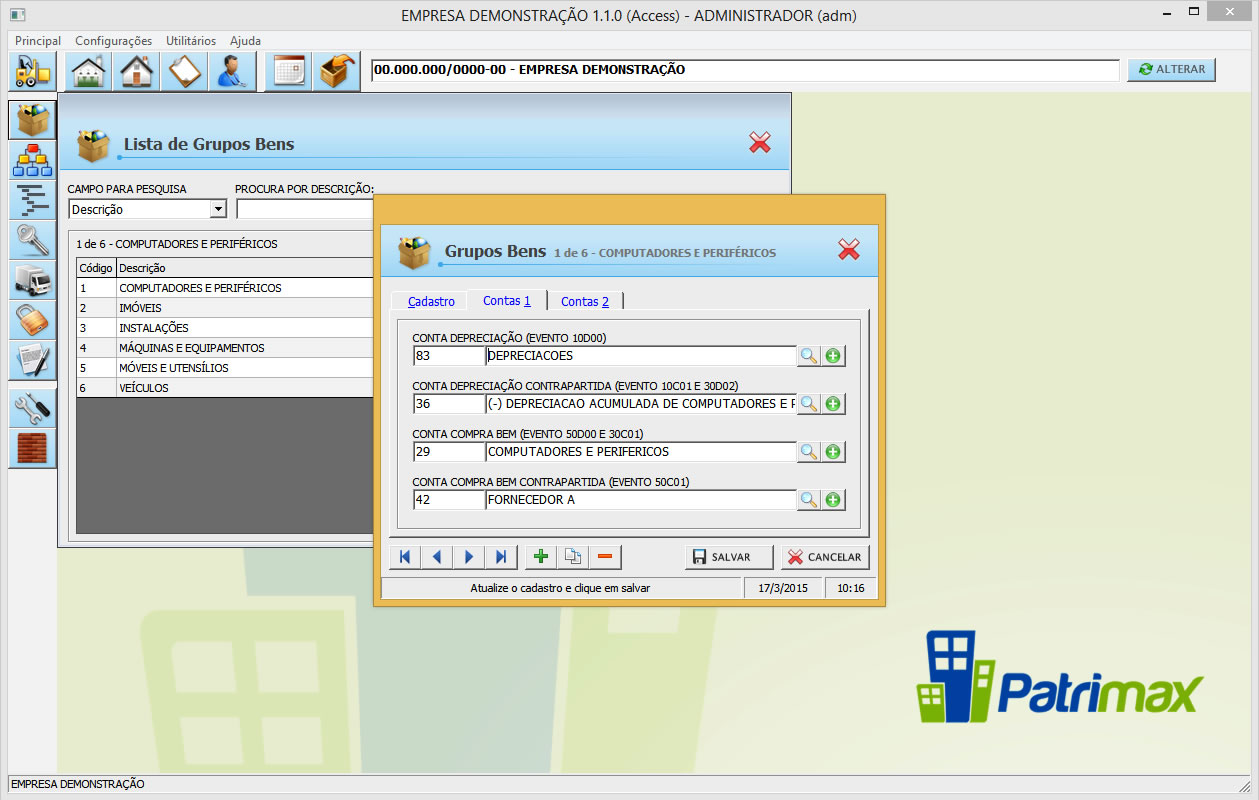 EMPRESA DEMONSTRAÇÃO 1.1.0 (Access) - ADMINISTRADOR (adm)
Principal Configurações Utilitários Ajuda
00.000.000/0000-00 - EMPRESA DEMONSTRAÇÃO
ALTERAR
Lista de Grupos Bens
CAMPO PARA PESQUISA
PROCURA POR DESCRIÇÃO:
Descrição
1 de 6 - COMPUTADORES E PERIFÉRICOS
Código Descrição
1 COMPUTADORES E PERIFÉRICOS
2 IMÓVEIS
3 INSTALAÇÕES
4 MÁQUINAS E EQUIPAMENTOS
5 MÓVEIS E UTENSÍLIOS
6 VEÍCULOS
Grupos Bens 1 de 6 - COMPUTADORES E PERIFÉRICOS
Cadastro Contas 1 Contas 2
CONTA DEPRECIAÇÃO (EVENTO 10D00)
83 DEPRECIACOES
CONTA DEPRECIAÇÃO CONTRAPARTIDA (EVENTO 10C01 E 30D02)
36 (-) DEPRECIACAO ACUMULADA DE COMPUTADORES E P
CONTA COMPRA BEM (EVENTO 50D00 E 30C01)
29 COMPUTADORES E PERIFERICOS
CONTA COMPRA BEM CONTRAPARTIDA (EVENTO 50C01)
42 FORNECEDOR A
SALVAR CANCELAR
Atualize o cadastro e clique em salvar 17/3/2015 10:16
Patrimax
EMPRESA DEMONSTRAÇÃO